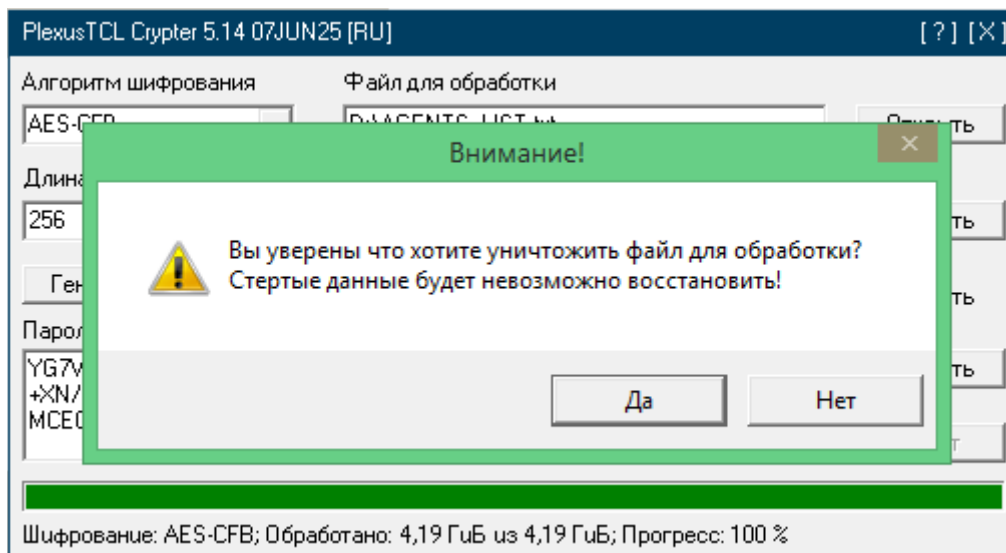 PlexusTCL Crypter 5.14 07JUN25 [RU] [ ? ] [X]
Алгоритм шифрования Файл для обработки
Внимание!
256
Вы уверены что хотите уничтожить файл для обработки?
Стертые данные будет невозможно восстановить!
Да Нет
Шифрование: AES-CFB; Обработано: 4,19 ГиБ из 4,19 ГиБ; Прогресс: 100 %